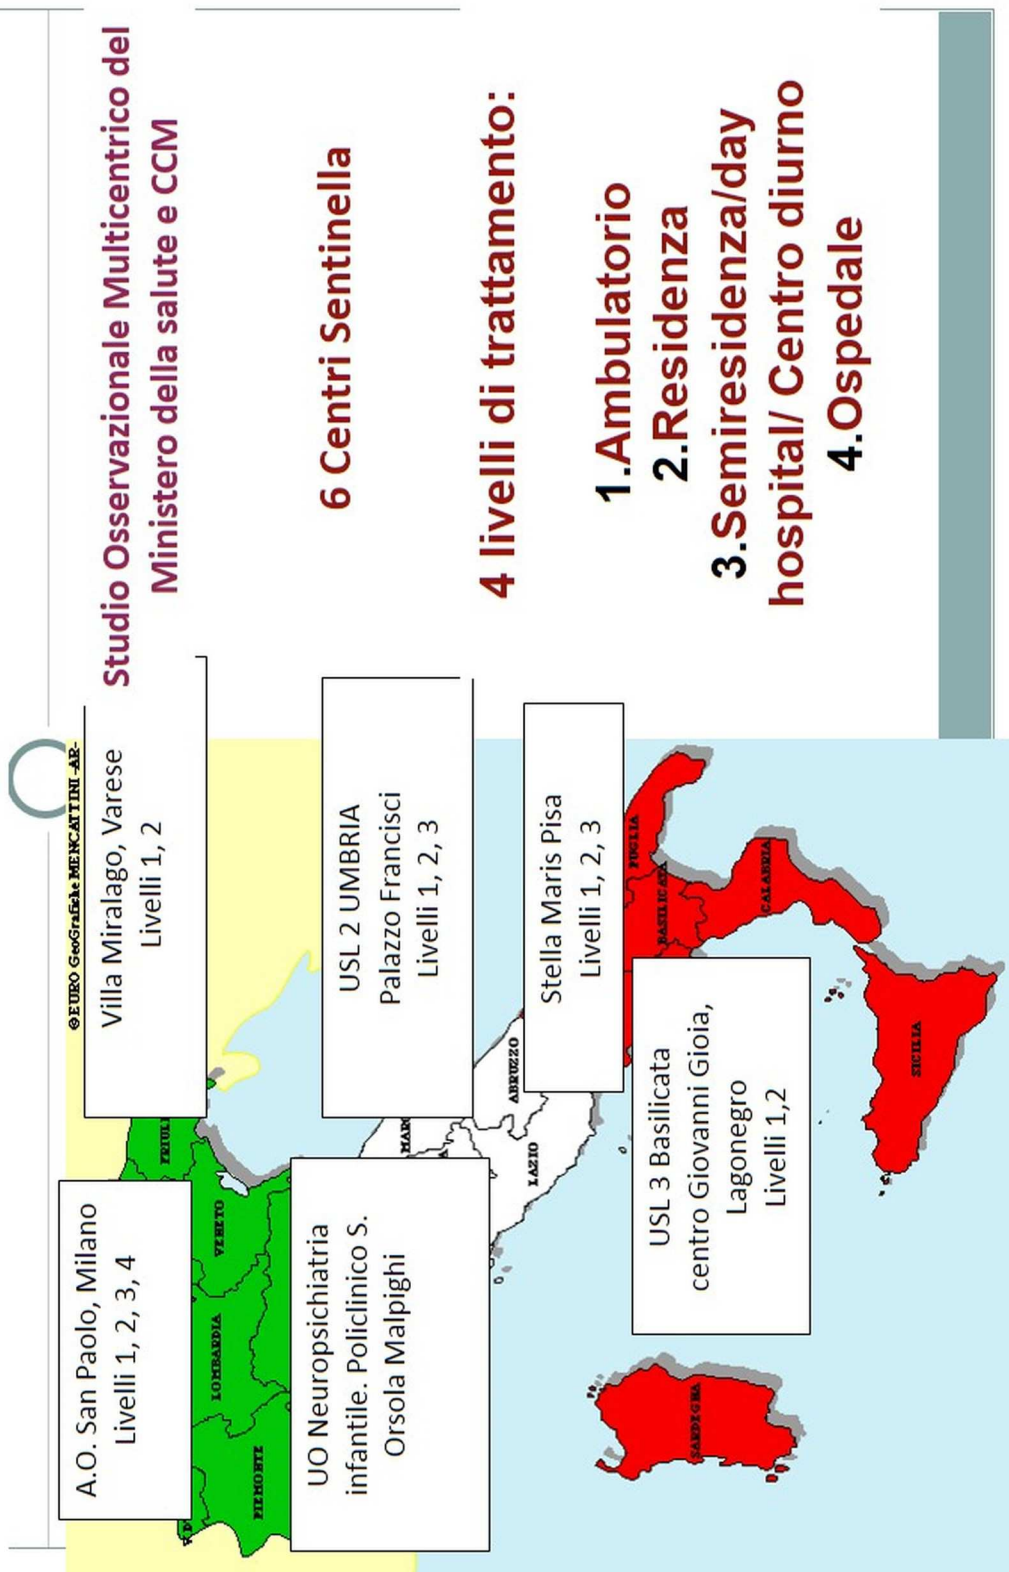 ©EURO GeoGrafiche MENCATTINI -AR-
A.O. San Paolo, Milano
Livelli 1, 2, 3, 4
Villa Miralago, Varese
Livelli 1, 2
UO Neuropsichiatria
infantile. Policlinico S.
Orsola Malpighi
USL 2 UMBRIA
Palazzo Francisci
Livelli 1, 2, 3
Stella Maris Pisa
Livelli 1, 2, 3
USL 3 Basilicata
centro Giovanni Gioia,
Lagonegro
Livelli 1,2
PIEMONTE
LOMBARDIA
VENETO
FRIULI
MARC
LAZIO
ABRUZZO
PUGLIA
BASILICATA
CALABRIA
SICILIA
SARDEGNA
Studio Osservazionale Multicentrico del
Ministero della salute e CCM
6 Centri Sentinella
4 livelli di trattamento:
1.Ambulatorio
2.Residenza
3.Semiresidenza/day
hospital/ Centro diurno
4.Ospedale